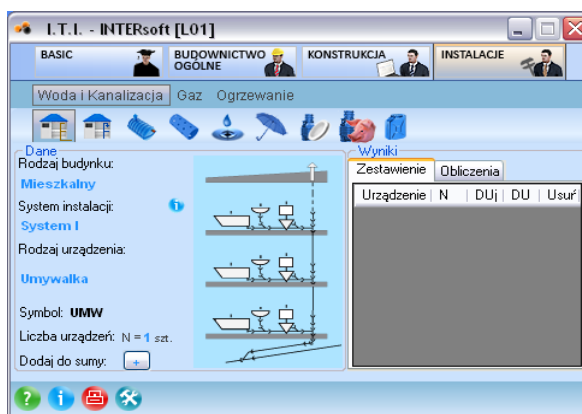 I.T.I. - INTERsoft [L01]
BASIC
BUDOWNICTWO OGÓLNE
KONSTRUKCJA
INSTALACJE
Woda i Kanalizacja Gaz Ogrzewanie
Dane
Rodzaj budynku:
Mieszkalny
System instalacji:
System I
Rodzaj urządzenia:
Umywalka
Symbol: UMW
Liczba urządzeń: N = 1 szt.
Dodaj do sumy: +
Wyniki
Zestawienie Obliczenia
Urządzenie N DUj DU Usuń